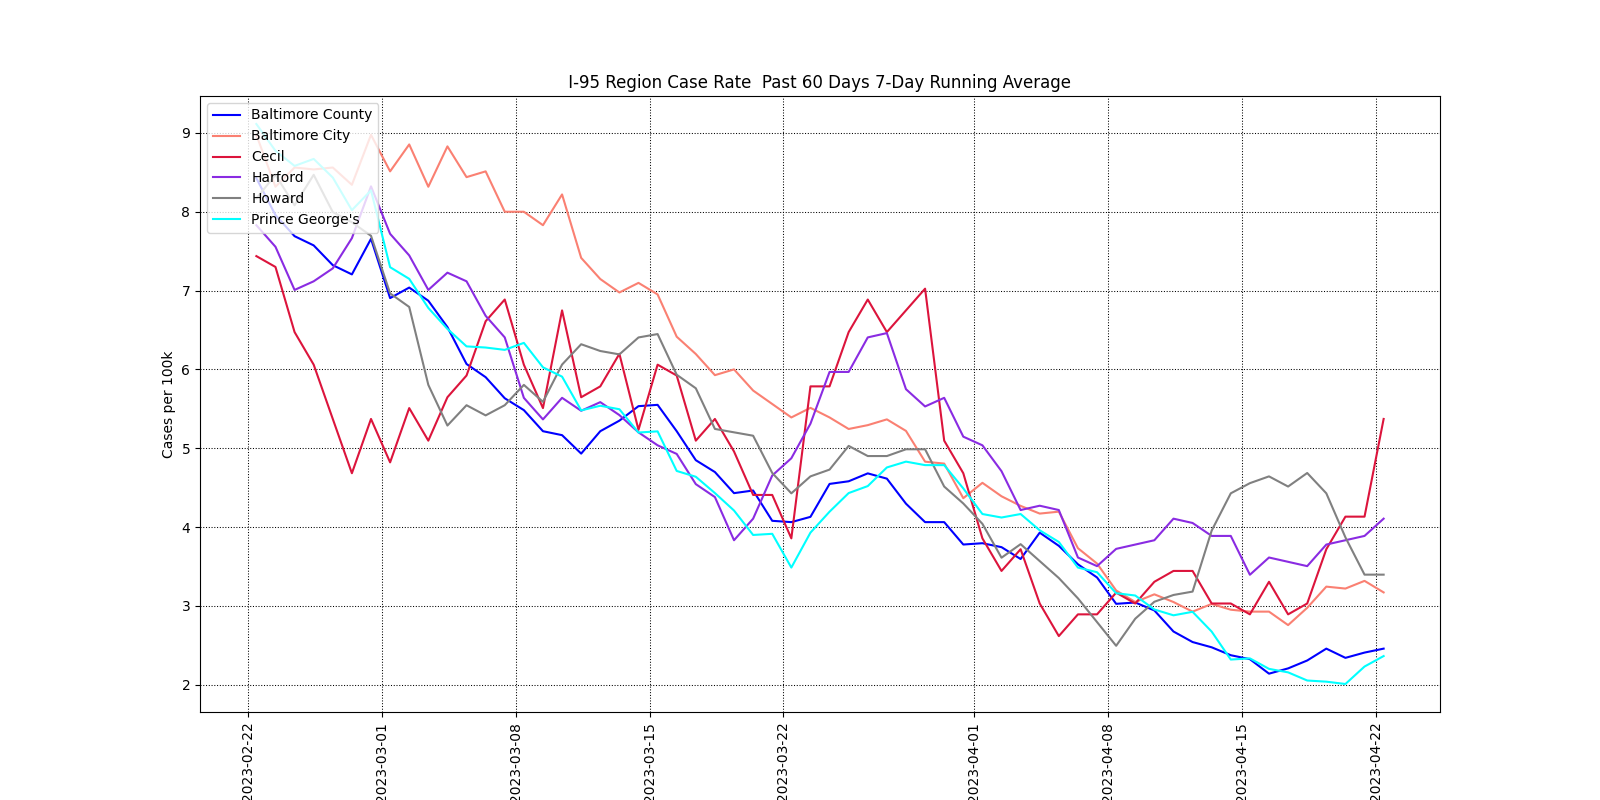 I-95 Region Case Rate  Past 60 Days 7-Day Running Average
Baltimore County
Baltimore City
Cecil
Harford
Howard
Prince George's
Cases per 100k
9
8
7
6
5
4
3
2
2023-02-22
2023-03-01
2023-03-08
2023-03-15
2023-03-22
2023-04-01
2023-04-08
2023-04-15
2023-04-22